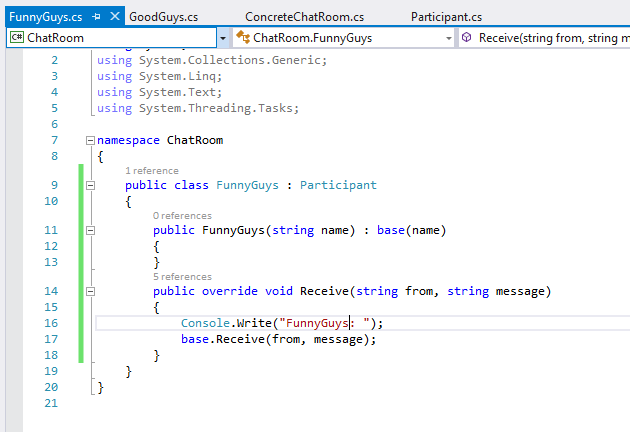 FunnyGuys.cs GoodGuys.cs ConcreteChatRoom.cs Participant.cs
C# ChatRoom ChatRoom.FunnyGuys Receive(string from, string m
2 using System.Collections.Generic;
3 using System.Linq;
4 using System.Text;
5 using System.Threading.Tasks;
6
7 namespace ChatRoom
8 {
1 reference
9 public class FunnyGuys : Participant
10 {
0 references
11 public FunnyGuys(string name) : base(name)
12 {
13 }
5 references
14 public override void Receive(string from, string message)
15 {
16 Console.Write("FunnyGuys: ");
17 base.Receive(from, message);
18 }
19 }
20 }
21